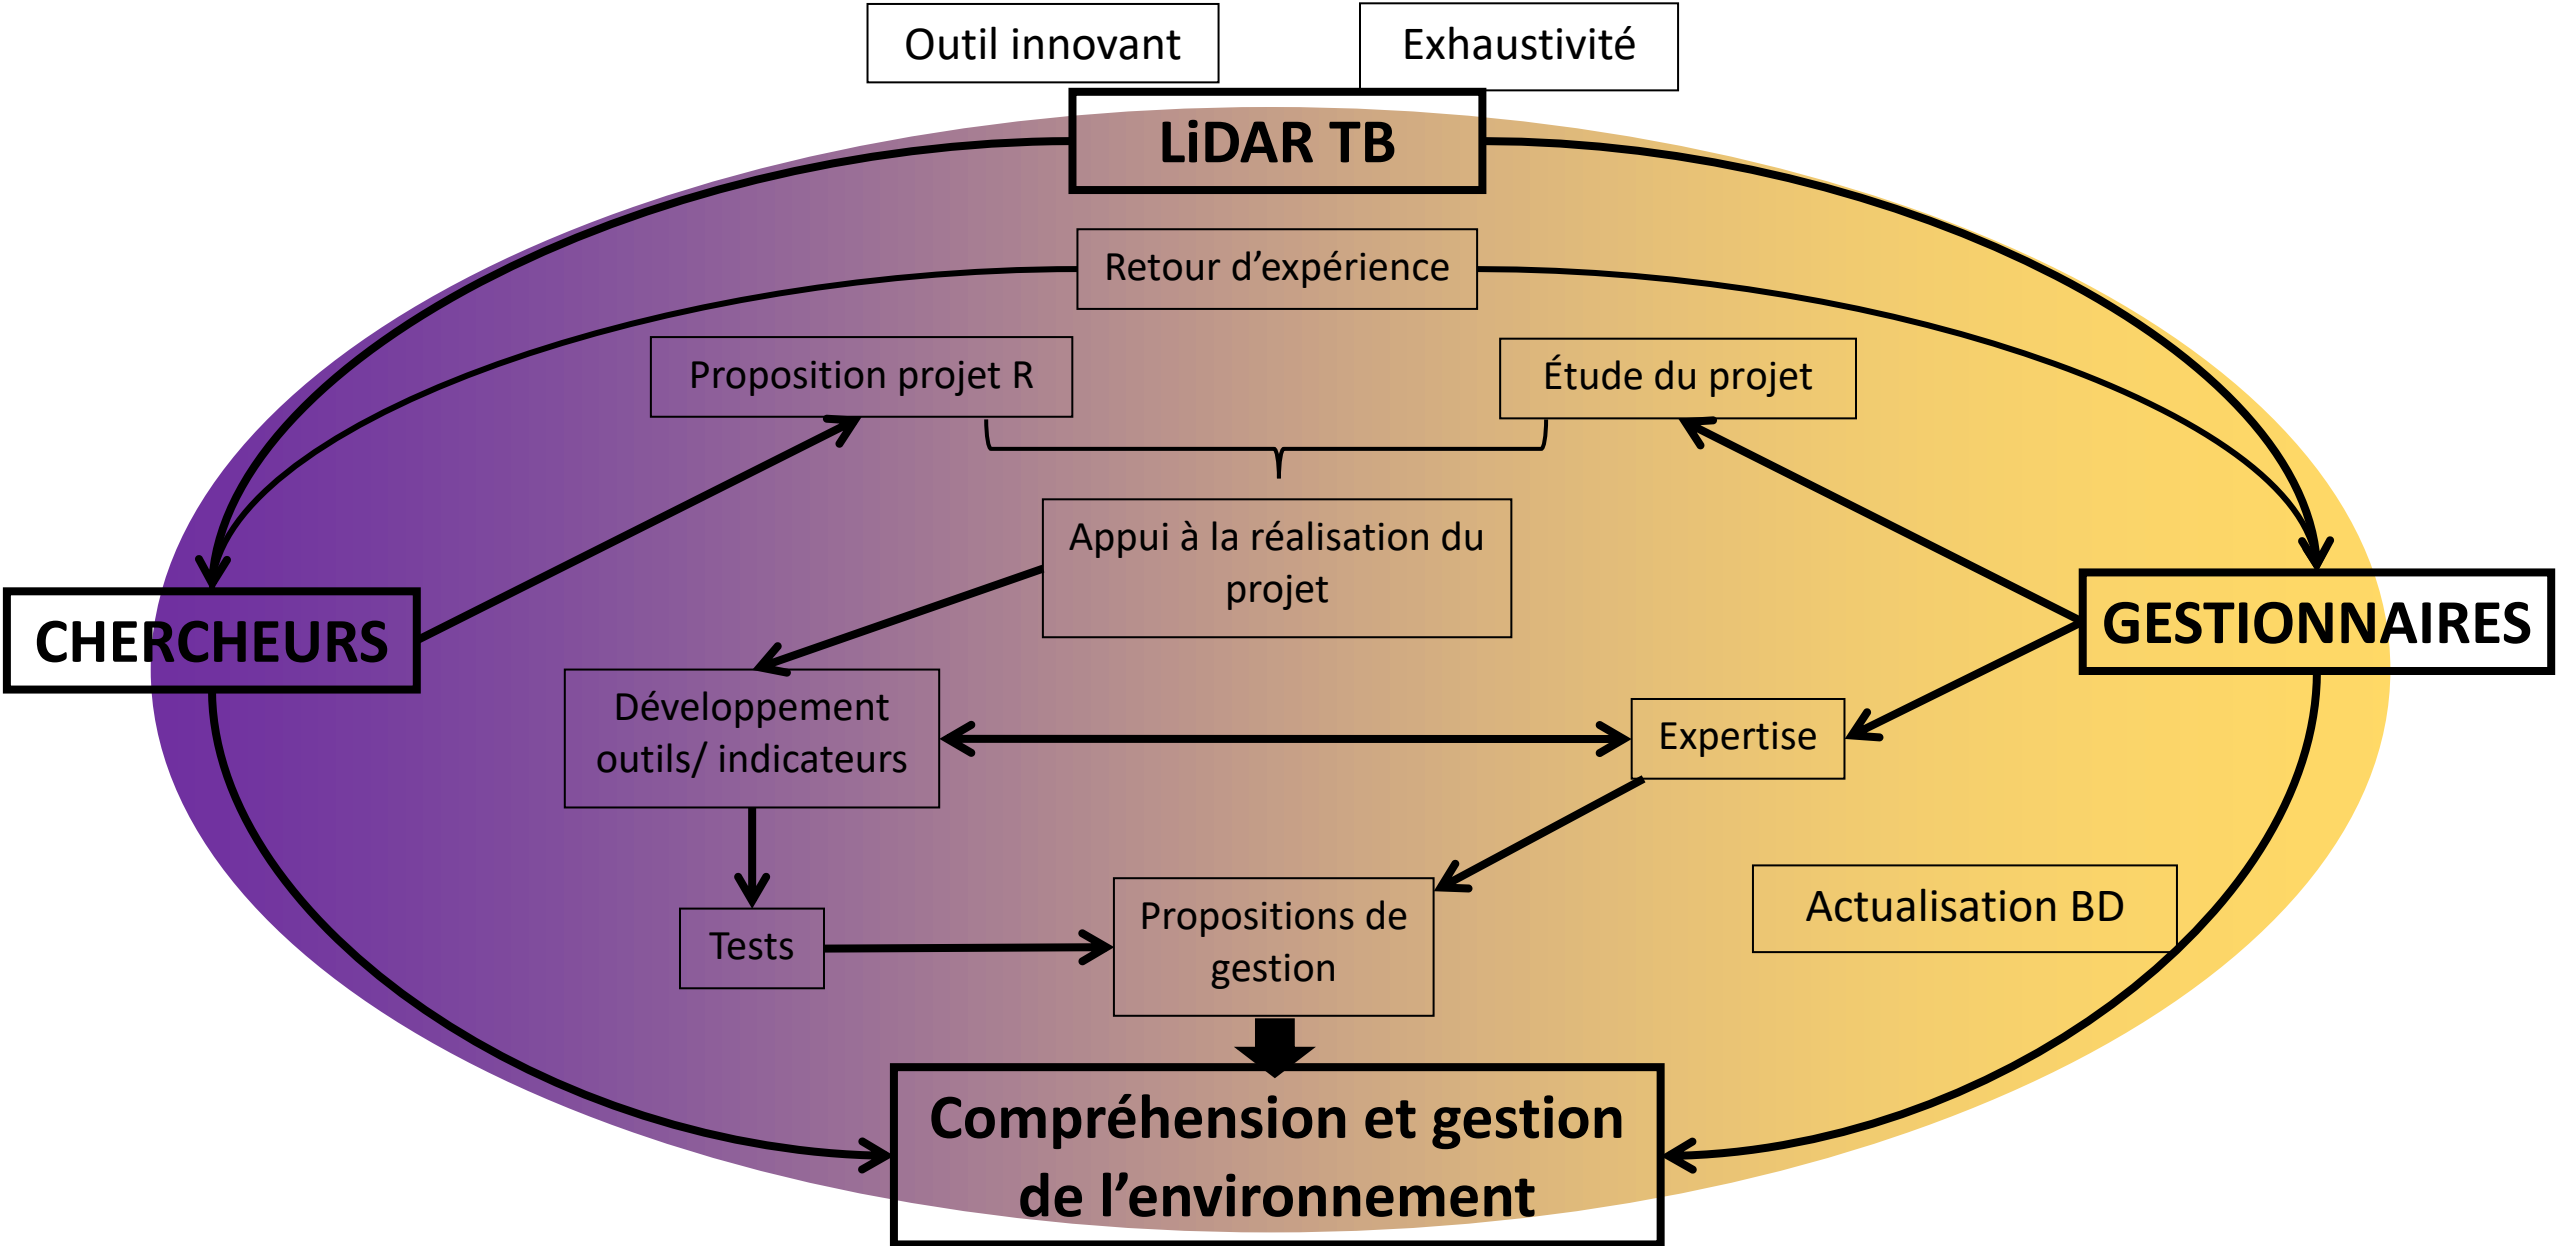 Outil innovant
Exhaustivité
LiDAR TB
Retour d’expérience
Proposition projet R
Étude du projet
Appui à la réalisation du
projet
CHERCHEURS
GESTIONNAIRES
Développement
outils/ indicateurs
Expertise
Actualisation BD
Tests
Propositions de
gestion
Compréhension et gestion
de l’environnement